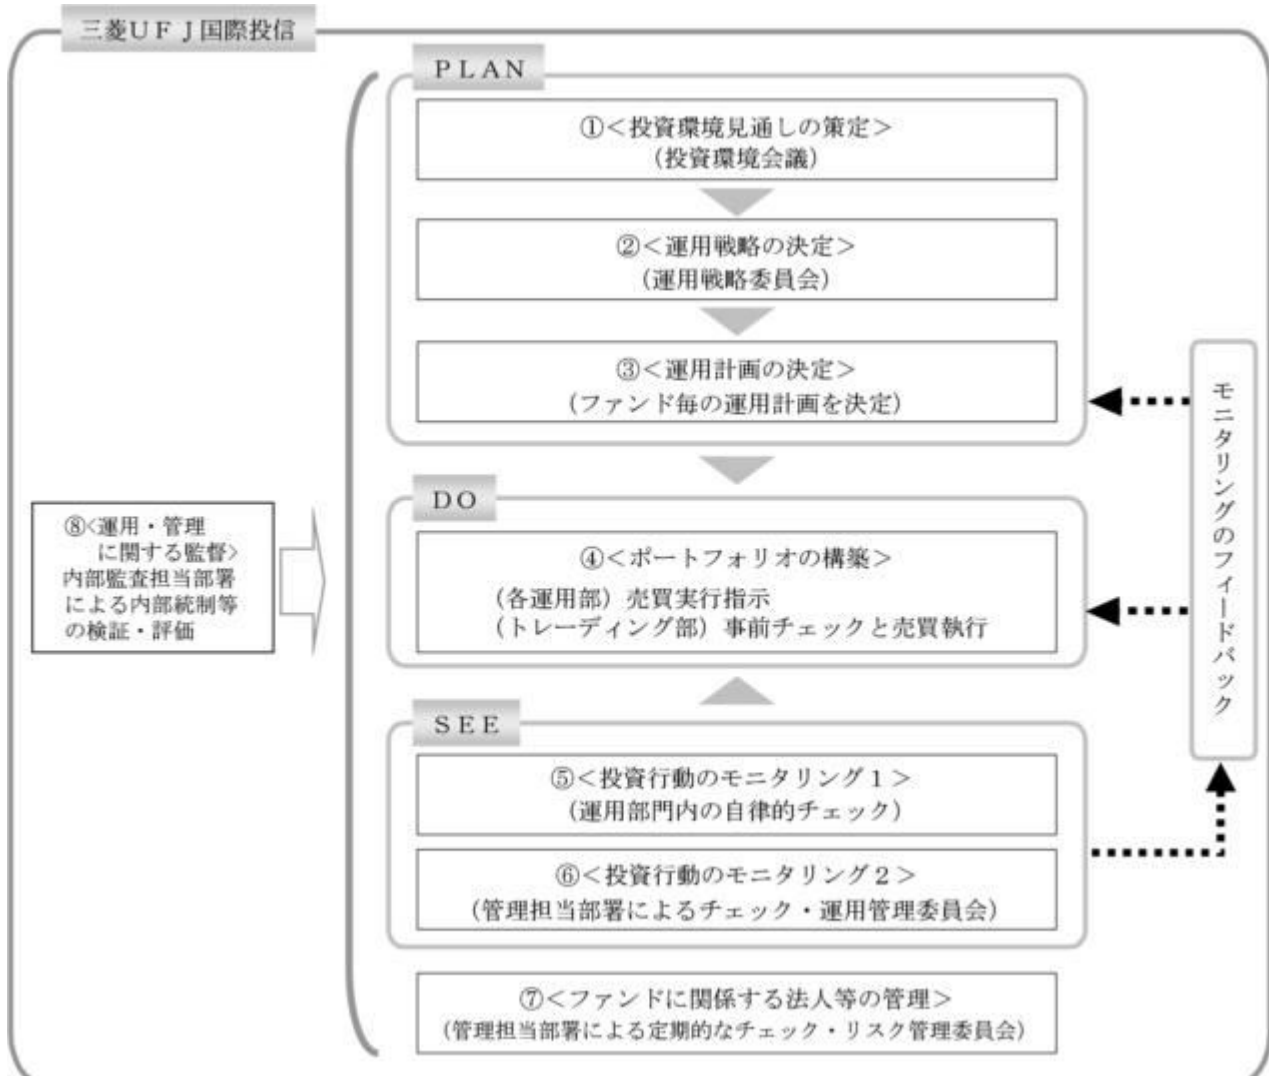 三菱UFJ国際投信
PLAN
①<投資環境見通しの策定>
(投資環境会議)
②<運用戦略の決定>
(運用戦略委員会)
③<運用計画の決定>
(ファンド毎の運用計画を決定)
DO
④<ポートフォリオの構築>
(各運用部)売買実行指示
(トレーディング部)事前チェックと売買執行
SEE
⑤<投資行動のモニタリング1>
(運用部門内の自律的チェック)
⑥<投資行動のモニタリング2>
(管理担当部署によるチェック・運用管理委員会)
⑦<ファンドに関係する法人等の管理>
(管理担当部署による定期的なチェック・リスク管理委員会)
⑧<運用・管理
に関する監督>
内部監査担当部署
による内部統制等
の検証・評価
モニタリングのフィードバック